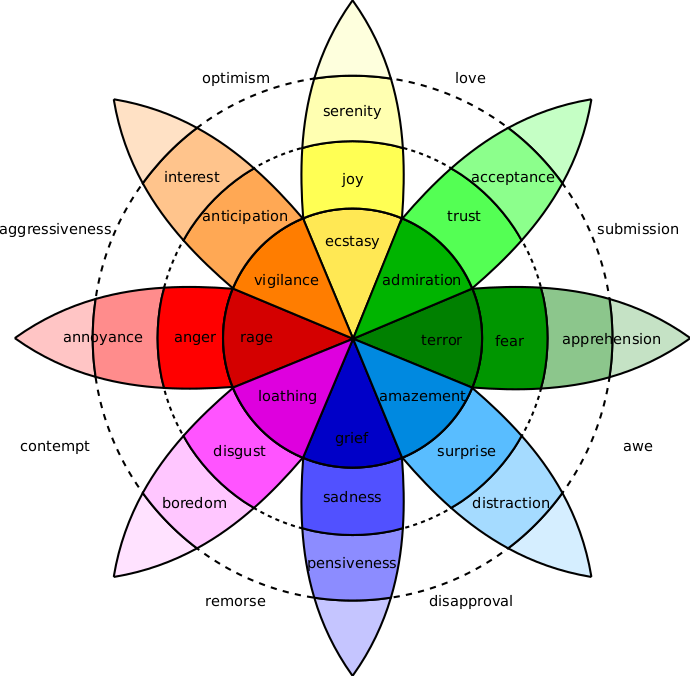 optimism
love
serenity
interest
acceptance
joy
anticipation
trust
aggressiveness
submission
ecstasy
vigilance
admiration
annoyance
anger
rage
terror
fear
apprehension
loathing
amazement
contempt
awe
grief
disgust
surprise
sadness
boredom
distraction
pensiveness
remorse
disapproval